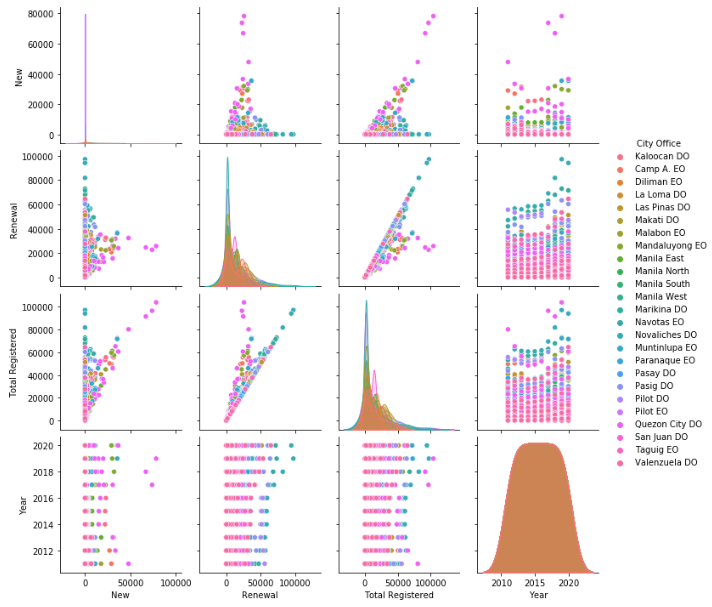 80000
60000
40000
20000
0
New
100000
80000
60000
40000
20000
0
Renewal
100000
80000
60000
40000
20000
0
Total Registered
2020
2018
2016
2014
2012
Year
0 50000 100000
New
0 50000 100000
Renewal
0 50000 100000
Total Registered
2010 2015 2020
Year
City Office
Kaloocan DO
Camp A. EO
Diliman EO
La Loma DO
Las Pinas DO
Makati DO
Malabon EO
Mandaluyong EO
Manila East
Manila North
Manila South
Manila West
Marikina DO
Navotas EO
Novaliches DO
Muntinlupa EO
Paranaque EO
Pasay DO
Pasig DO
Pilot DO
Pilot EO
Quezon City DO
San Juan DO
Taguig EO
Valenzuela DO